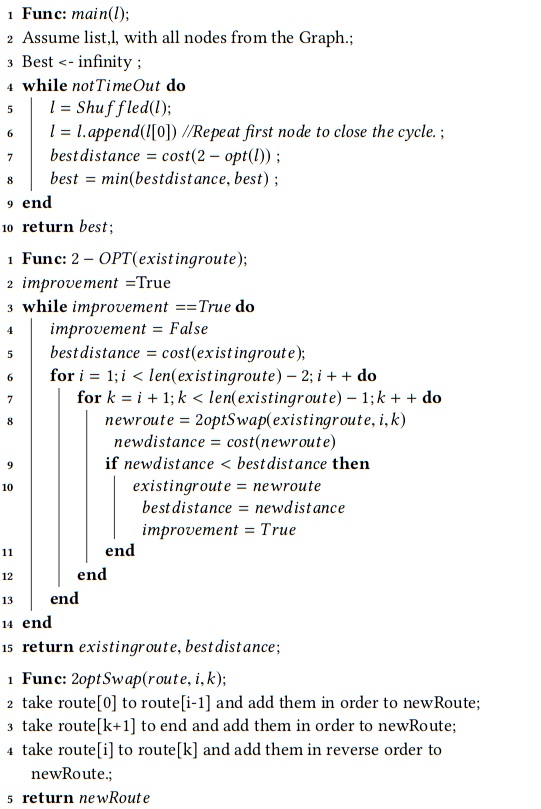 1 Func: main(l);
2 Assume list,l, with all nodes from the Graph.;
3 Best <- infinity ;
4 while notTimeOut do
5 l = Shuffled(l);
6 l = l.append(l[0]) //Repeat first node to close the cycle. ;
7 bestdistance = cost(2 − opt(l)) ;
8 best = min(bestdistance, best) ;
9 end
10 return best;
1 Func: 2 − OPT(existingroute);
2 improvement =True
3 while improvement ==True do
4 improvement = False
5 bestdistance = cost(existingroute);
6 for i = 1; i < len(existingroute) − 2; i + + do
7 for k = i + 1; k < len(existingroute) − 1; k + + do
8 newroute = 2optSwap(existingroute, i, k)
newdistance = cost(newroute)
9 if newdistance < bestdistance then
10 existingroute = newroute
bestdistance = newdistance
improvement = True
11 end
12 end
13 end
14 end
15 return existingroute, bestdistance;
1 Func: 2optSwap(route, i, k);
2 take route[0] to route[i-1] and add them in order to newRoute;
3 take route[k+1] to end and add them in order to newRoute;
4 take route[i] to route[k] and add them in reverse order to
newRoute.;
5 return newRoute